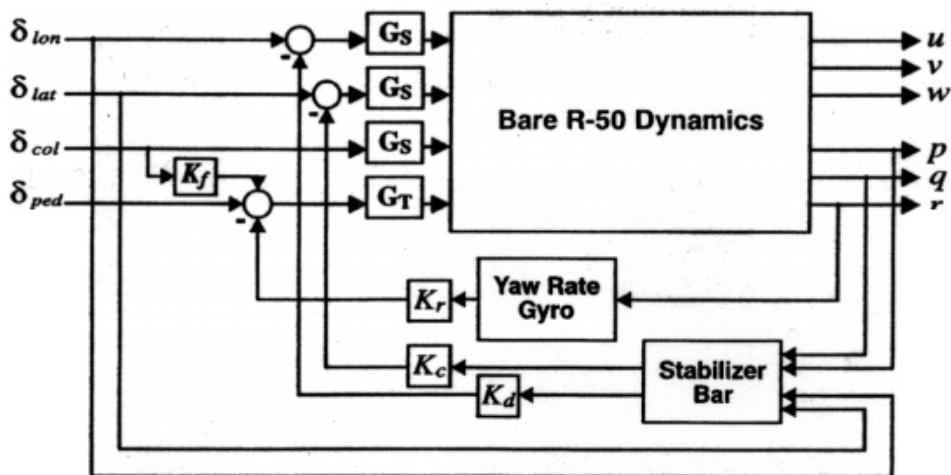 δlon
GS
u
v
δlat
GS
w
Bare R-50 Dynamics
δcol
GS
p
Kf
q
δped
GT
r
-
-
-
Kr
Yaw Rate
Gyro
Kc
Kd
Stabilizer
Bar